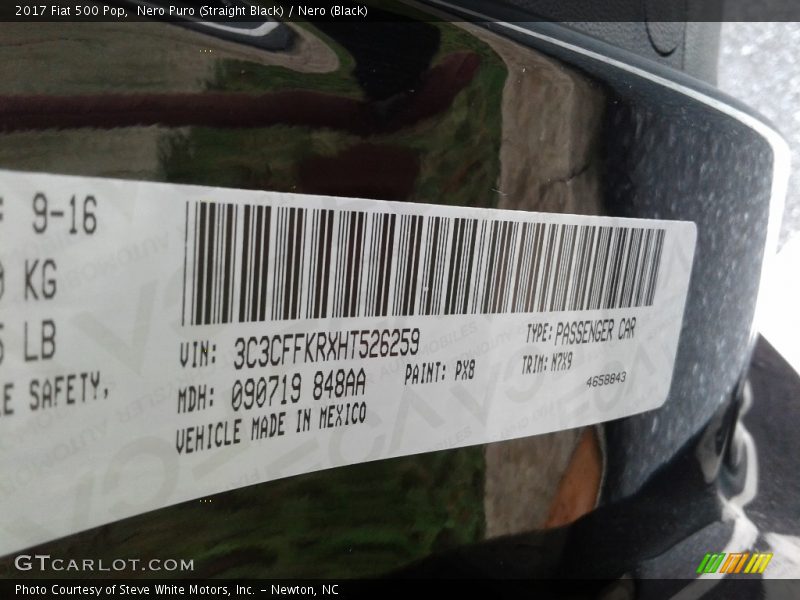 2017 Fiat 500 Pop,  Nero Puro (Straight Black) / Nero (Black)
9-16
KG
LB
SAFETY,
VIN: 3C3CFFKRXHT526259
MDH: 090719 848AA
VEHICLE MADE IN MEXICO
PAINT: PX8
TYPE: PASSENGER CAR
TRIM: N7X9
4658843
GTCARLOT.COM
Photo Courtesy of Steve White Motors, Inc. – Newton, NC